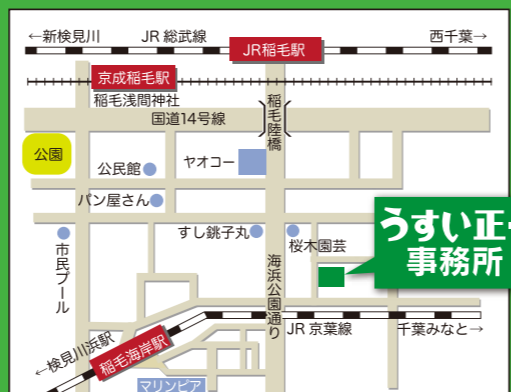 ←新検見川
JR 総武線
西千葉→
JR稲毛駅
京成稲毛駅
稲毛浅間神社
国道14号線
稲毛陸橋
公園
公民館
ヤオコー
パン屋さん
すし銚子丸
桜木園芸
うすい正
事務所
市民プール
海浜公園通り
JR 京葉線
千葉みなと→
←検見川浜駅
稲毛海岸駅
マリンピア